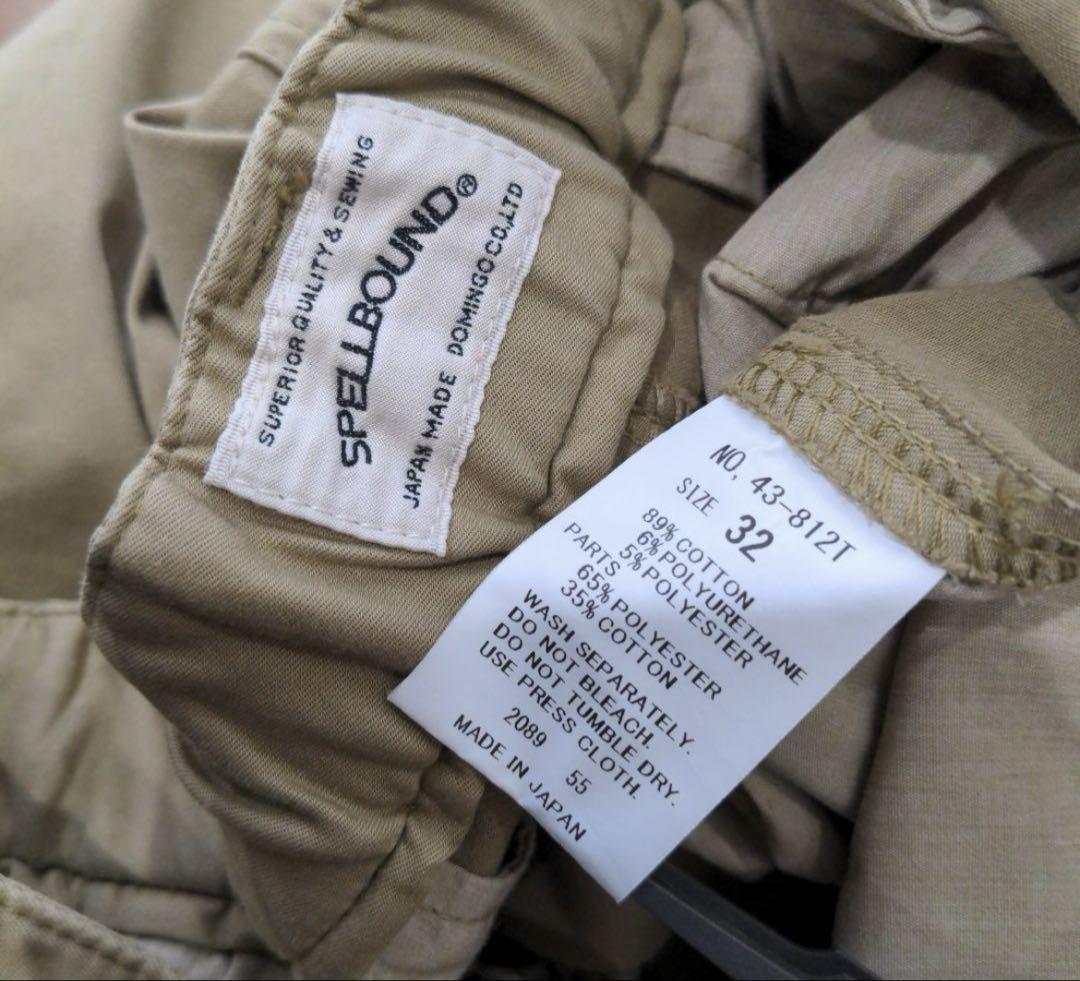 SUPERIOR QUALITY & SEWING
SPELLBOUND®
JAPAN MADE DOMINGO CO.,LTD
NO, 43-812T
SIZE 32
89% COTTON
6% POLYURETHANE
5% POLYESTER
PARTS
65% POLYESTER
35% COTTON
WASH SEPARATELY.
DO NOT BLEACH.
DO NOT TUMBLE DRY.
USE PRESS CLOTH.
2089 55
MADE IN JAPAN